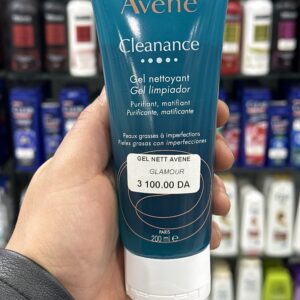 Avène
Cleanance
Gel nettoyant
Gel limpiador
Purifiant, matifiant
Purificante, matificante
Peaux grasses à imperfections
Pieles grasas con imperfecciones
GEL NETT AVENE
GLAMOUR
3 100.00 DA
PARIS
200 ml e